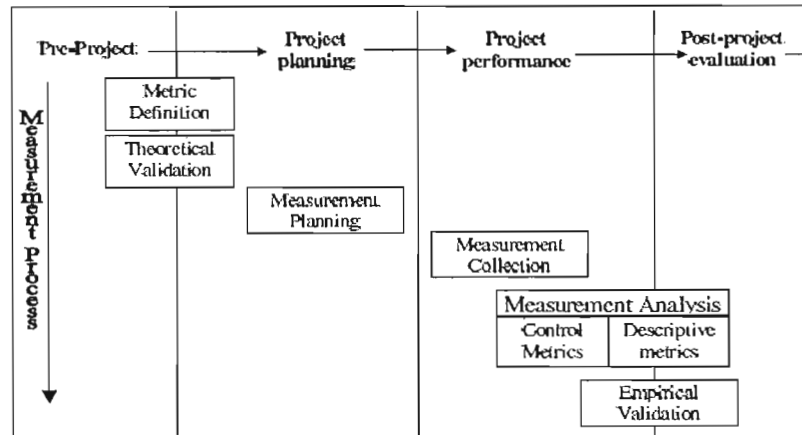 Pre-Project
Project
planning
Project
performance
Post-project
evaluation
Measurement Process
Metric
Definition
Theoretical
Validation
Measurement
Planning
Measurement
Collection
Measurement Analysis
Control
Metrics
Descriptive
metrics
Empirical
Validation